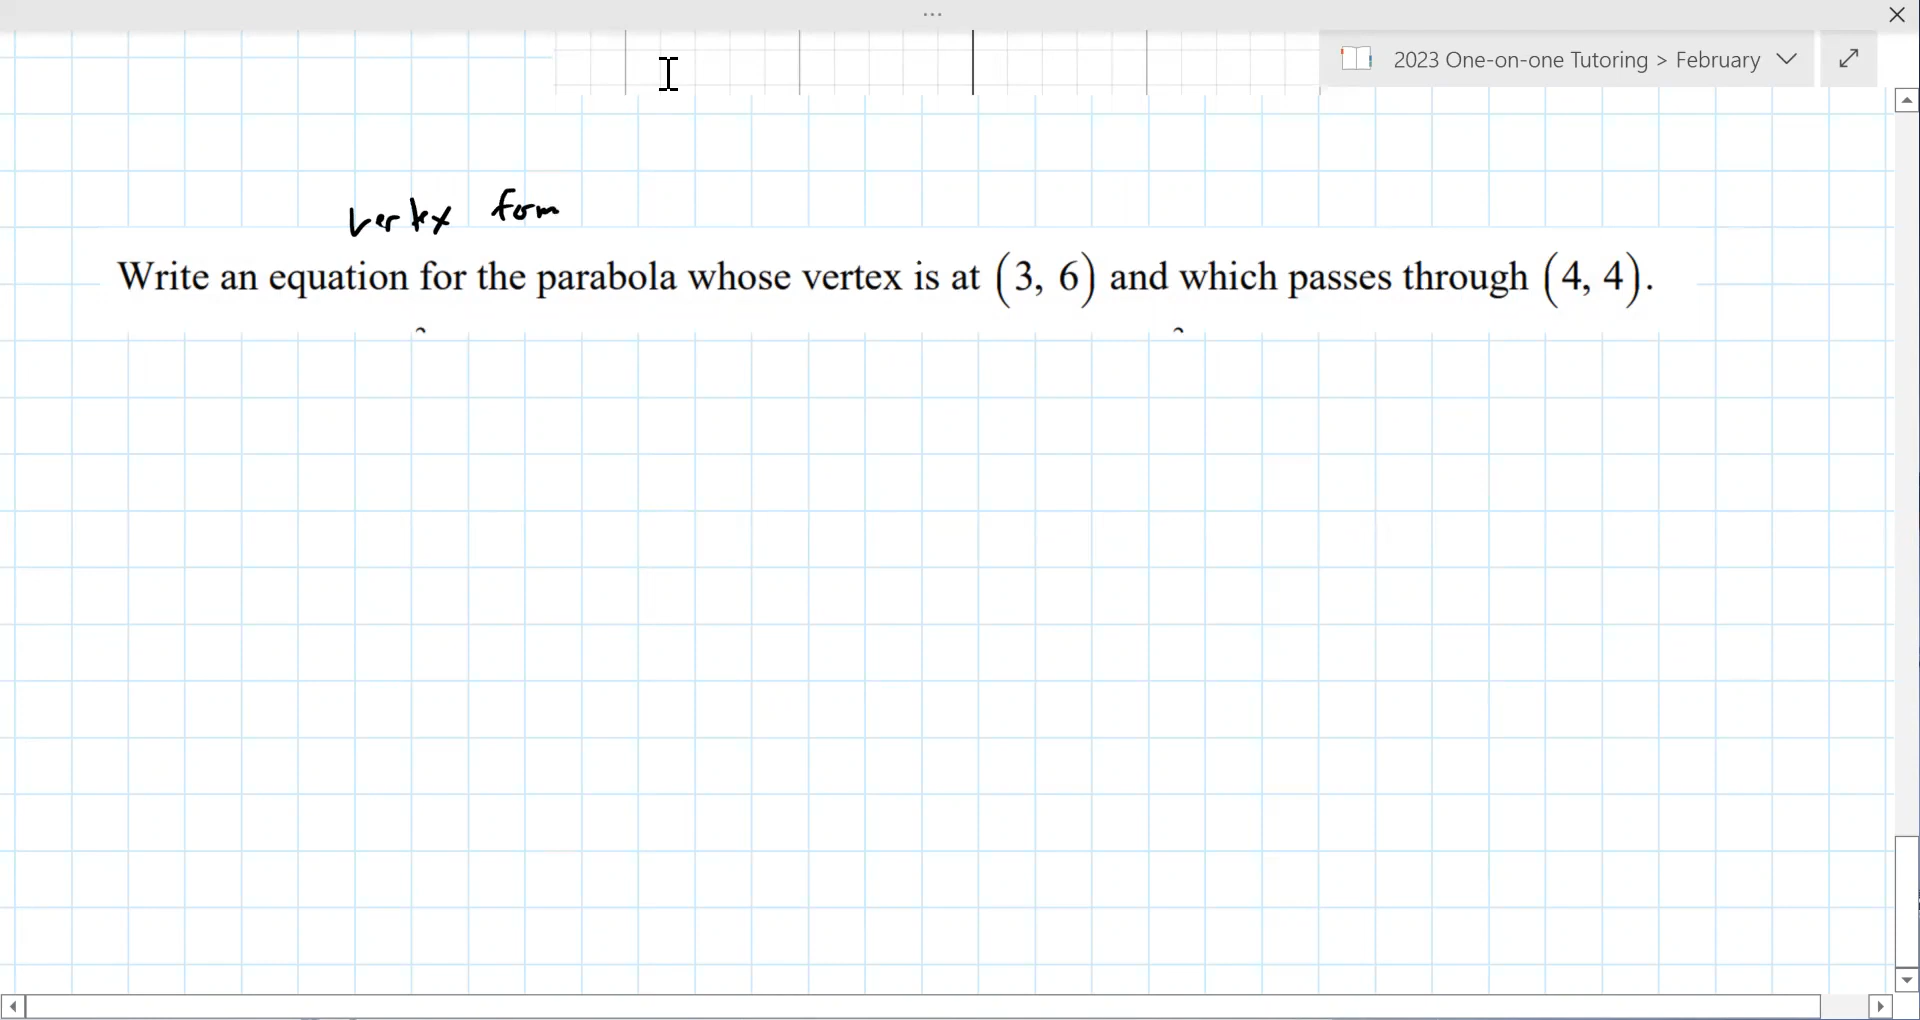 ...
2023 One-on-one Tutoring > February
vertex form
Write an equation for the parabola whose vertex is at (3, 6) and which passes through (4, 4).